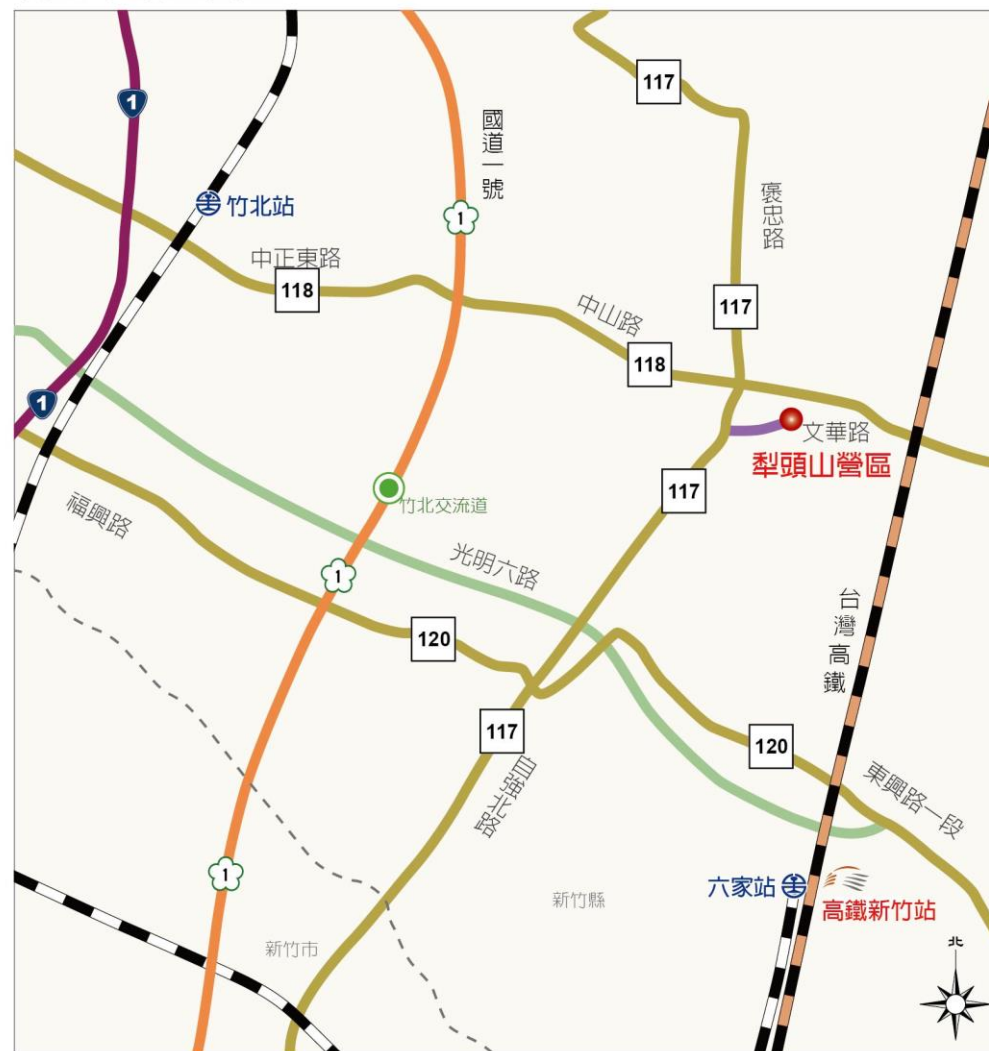 117
國道一號
1
褒忠路
竹北站
1
中正東路
118
117
中山路
118
1
文華路
犁頭山營區
117
竹北交流道
福興路
光明六路
1
台灣高鐵
120
117
120
自強北路
東興路一段
1
六家站
新竹縣
高鐵新竹站
新竹市
北